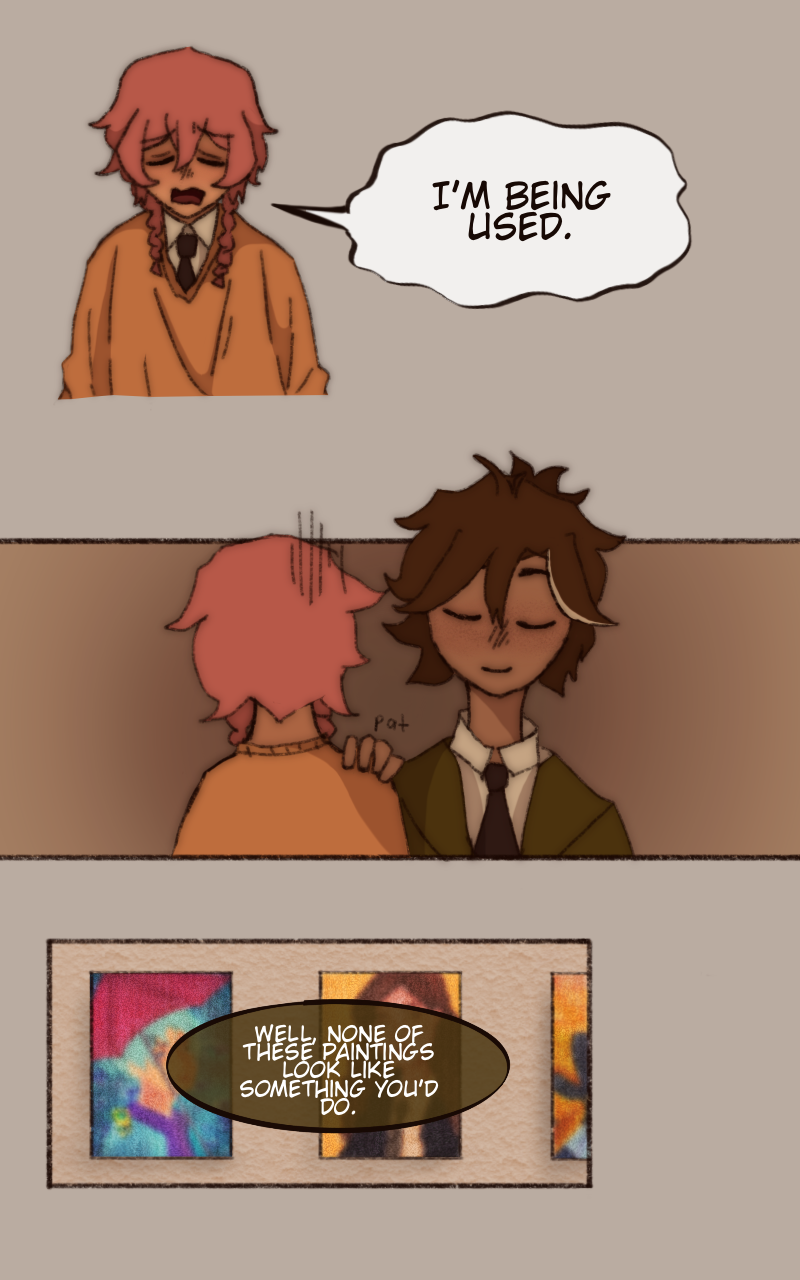 I'M BEING
USED.
pat
WELL, NONE OF
THESE PAINTINGS
LOOK LIKE
SOMETHING YOU'D
DO.